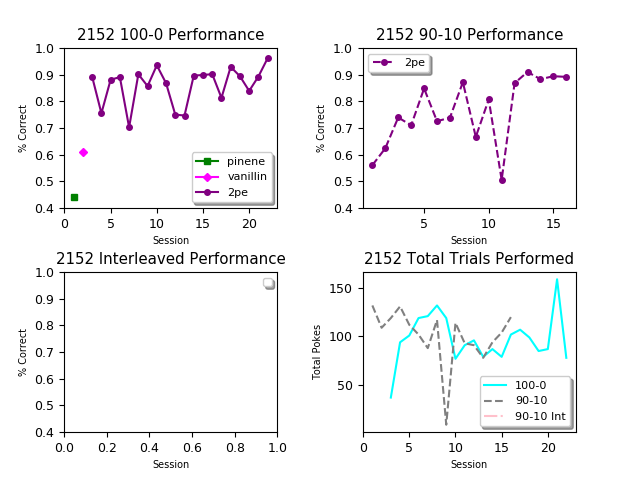 2152 100-0 Performance
1.0
0.9
0.8
0.7
0.6
0.5
0.4
% Correct
0
5
10
15
20
Session
pinene
vanillin
2pe
2152 90-10 Performance
1.0
0.9
0.8
0.7
0.6
0.5
0.4
% Correct
5
10
15
Session
2pe
2152 Interleaved Performance
1.0
0.9
0.8
0.7
0.6
0.5
0.4
% Correct
0.0
0.2
0.4
0.6
0.8
1.0
Session
2152 Total Trials Performed
150
100
50
Total Pokes
0
5
10
15
20
Session
100-0
90-10
90-10 Int